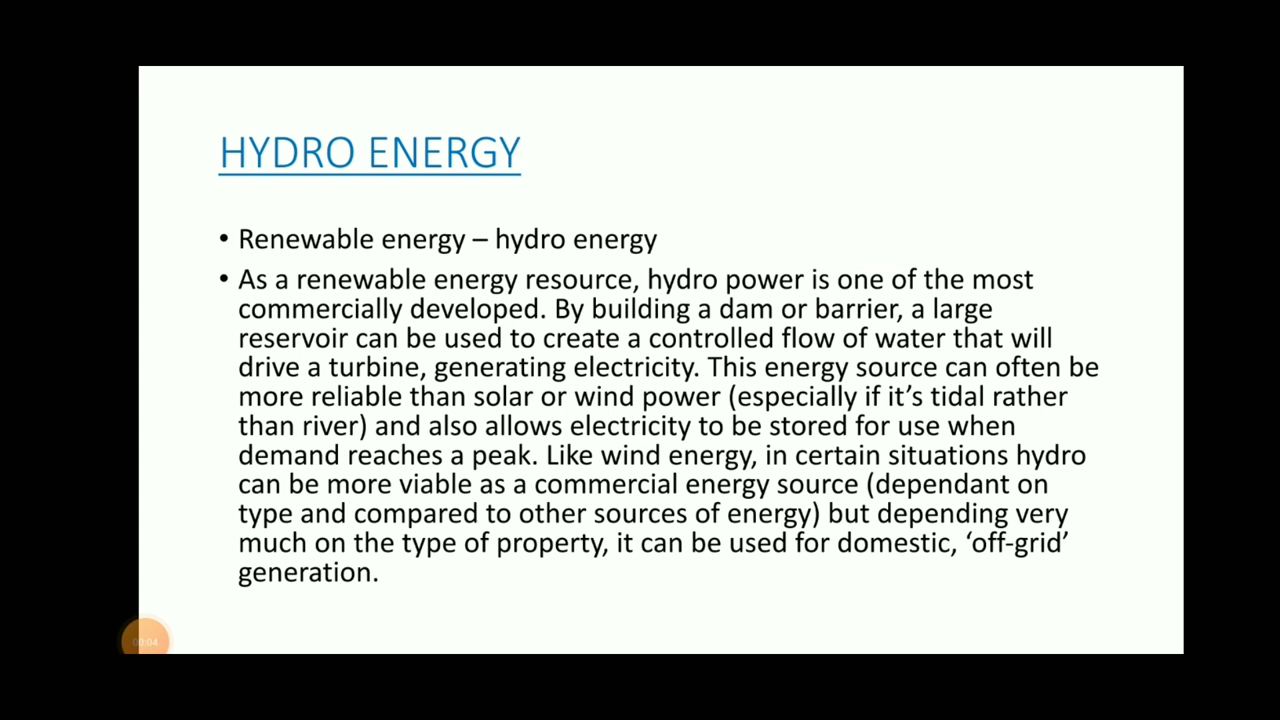 HYDRO ENERGY
• Renewable energy – hydro energy
• As a renewable energy resource, hydro power is one of the most
commercially developed. By building a dam or barrier, a large
reservoir can be used to create a controlled flow of water that will
drive a turbine, generating electricity. This energy source can often be
more reliable than solar or wind power (especially if it’s tidal rather
than river) and also allows electricity to be stored for use when
demand reaches a peak. Like wind energy, in certain situations hydro
can be more viable as a commercial energy source (dependant on
type and compared to other sources of energy) but depending very
much on the type of property, it can be used for domestic, ‘off-grid’
generation.
00:04